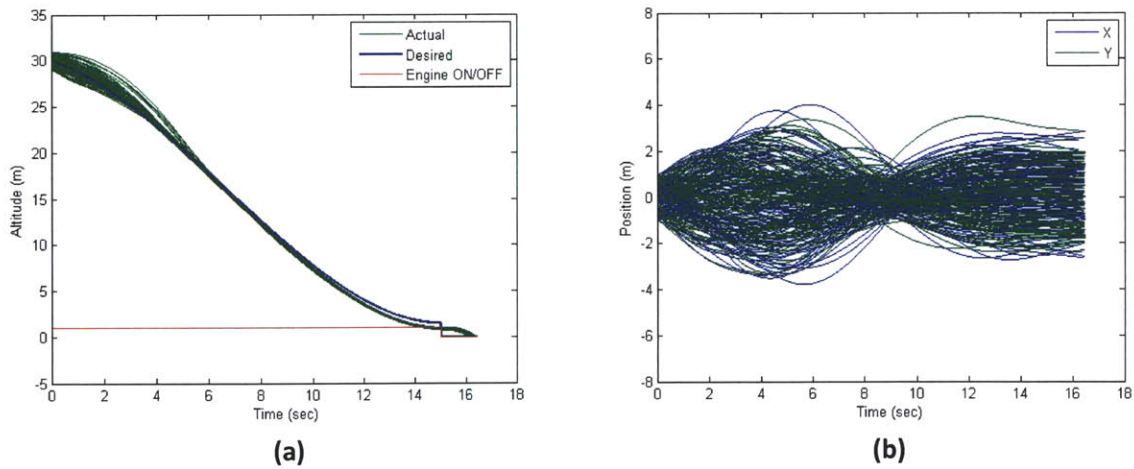 35
30
25
20
15
10
5
0
-5
Altitude (m)
Actual
Desired
Engine ON/OFF
0 2 4 6 8 10 12 14 16 18
Time (sec)
(a)
8
6
4
2
0
-2
-4
-6
-8
Position (m)
X
Y
0 2 4 6 8 10 12 14 16 18
Time (sec)
(b)